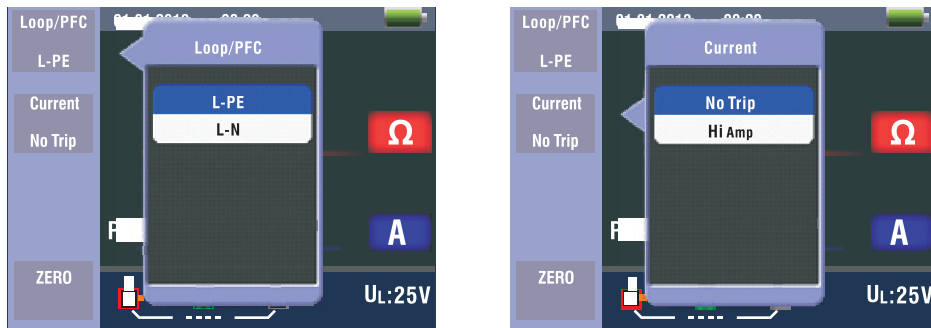 Loop/PFC
L-PE
Current
No Trip
ZERO
Loop/PFC
L-PE
L-N
Ω
A
UL:25V
Loop/PFC
L-PE
Current
No Trip
ZERO
Current
No Trip
Hi Amp
Ω
A
UL:25V